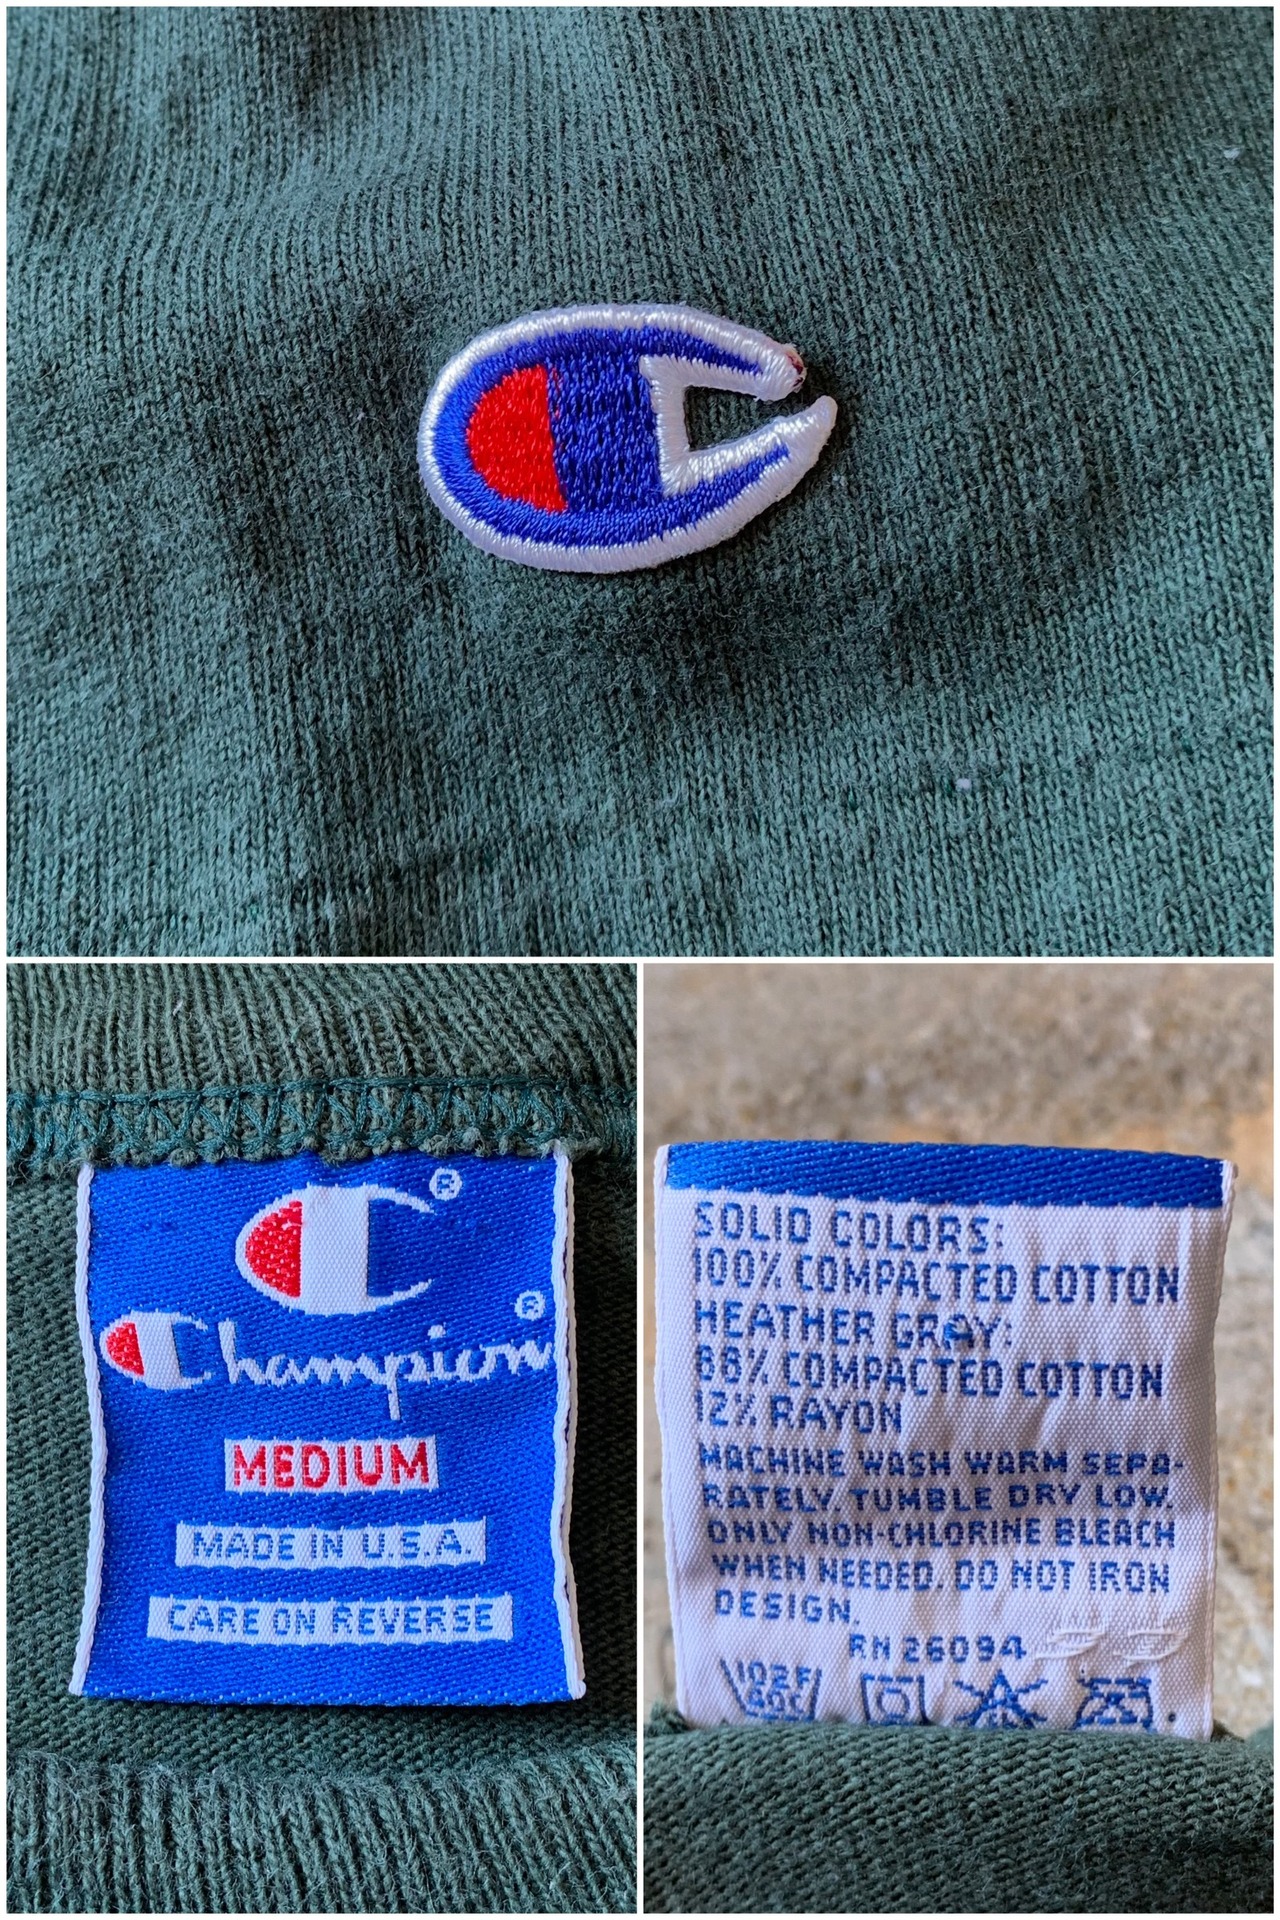 ®
Champion®
MEDIUM
MADE IN U.S.A.
CARE ON REVERSE
SOLID COLORS:
100% COMPACTED COTTON
HEATHER GRAY:
88% COMPACTED COTTON
12% RAYON
MACHINE WASH WARM SEPA-
RATELY. TUMBLE DRY LOW.
ONLY NON-CHLORINE BLEACH
WHEN NEEDED. DO NOT IRON
DESIGN.
RN 26094
102F
40C